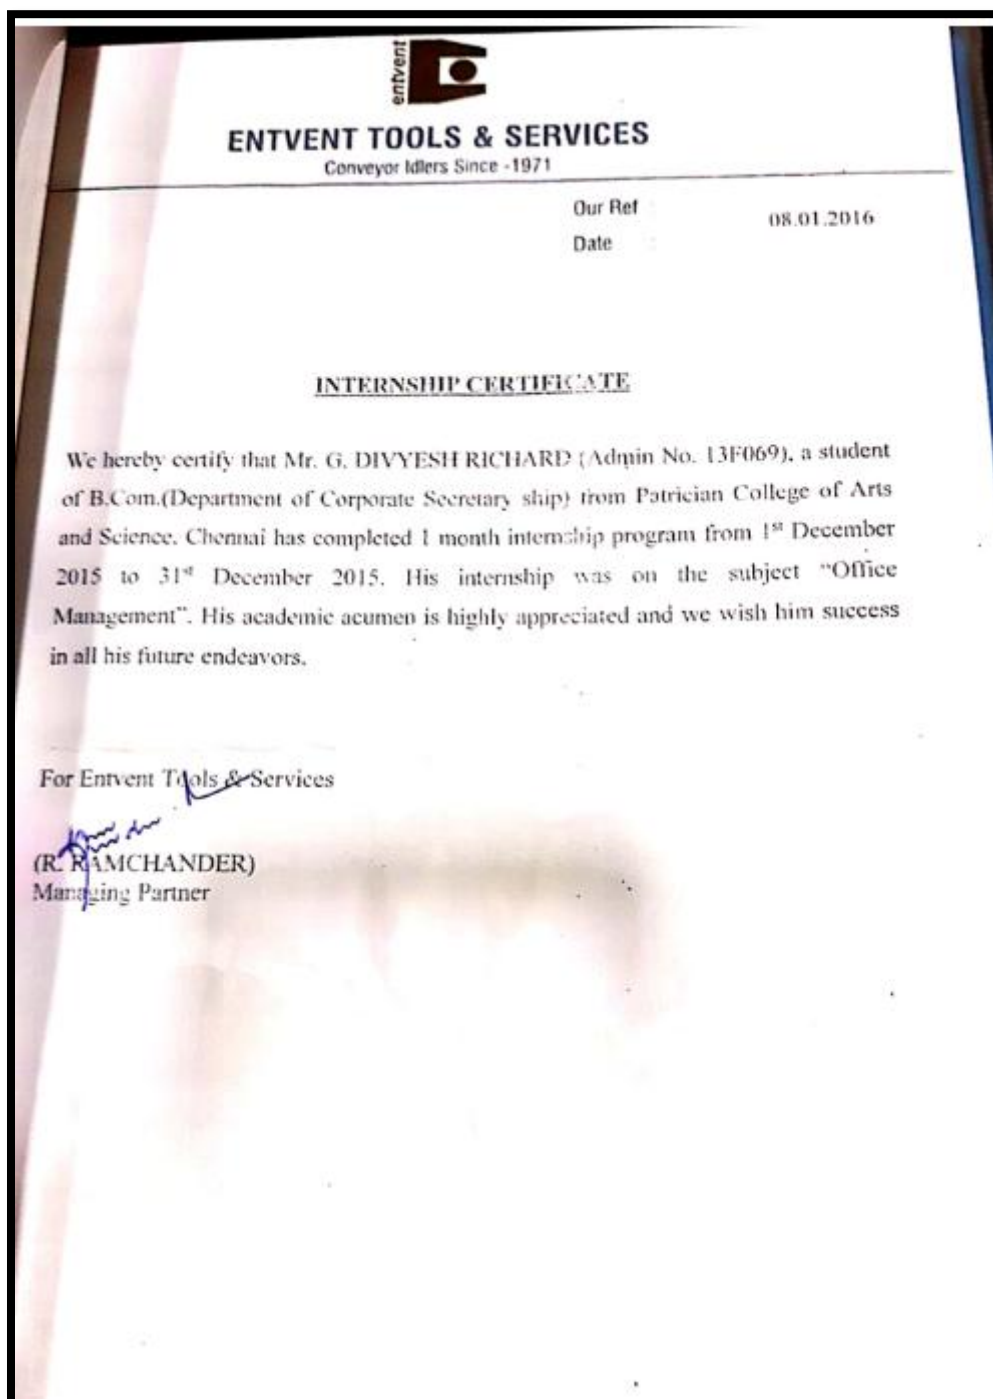 entvent
ENTVENT TOOLS & SERVICES
Conveyor Idlers Since -1971
Our Ref
08.01.2016
Date :
INTERNSHIP CERTIFICATE
We hereby certify that Mr. G. DIVYESH RICHARD (Admin No. 13F069), a student
of B.Com.(Department of Corporate Secretary ship) from Patrician College of Arts
and Science, Chennai has completed 1 month internship program from 1st December
2015 to 31st December 2015. His internship was on the subject “Office
Management”. His academic acumen is highly appreciated and we wish him success
in all his future endeavors.
For Entvent Tools & Services
(R. RAMCHANDER)
Managing Partner